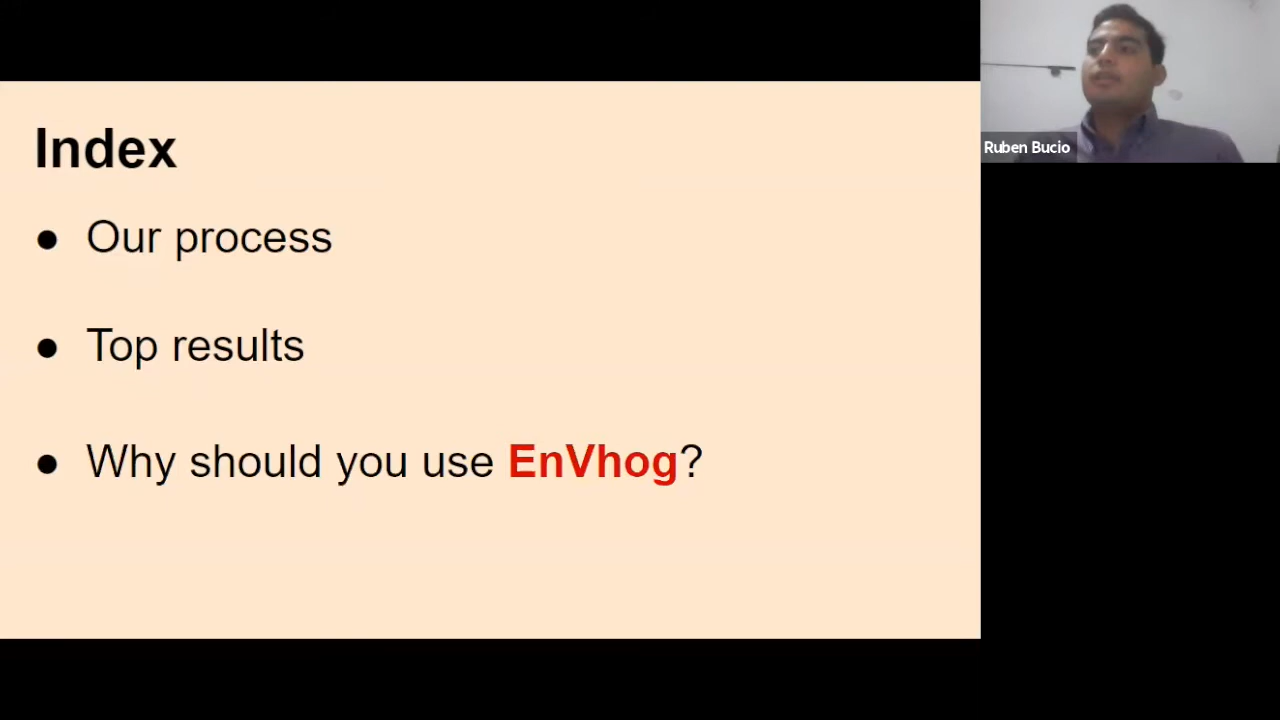 Index
● Our process
● Top results
● Why should you use EnVhog?
Ruben Bucio